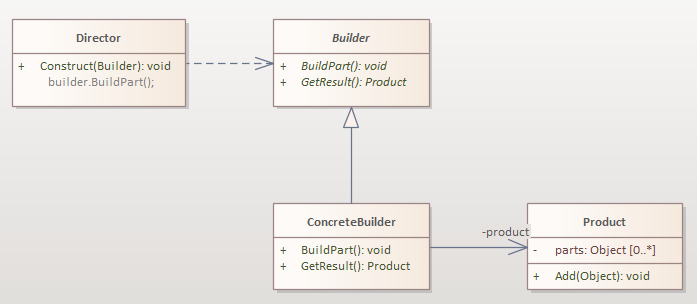 Director
+ Construct(Builder): void
builder.BuildPart();
Builder
+ BuildPart(): void
+ GetResult(): Product
ConcreteBuilder
+ BuildPart(): void
+ GetResult(): Product
-product
Product
- parts: Object [0..*]
+ Add(Object): void